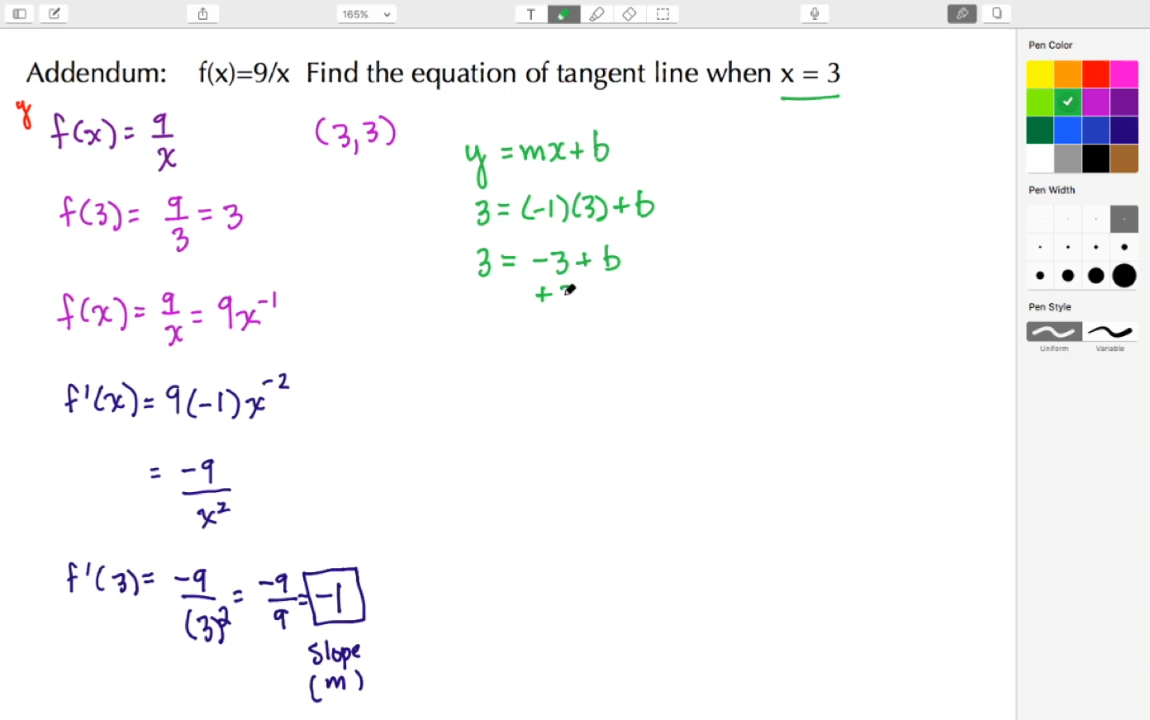 165%
T
Addendum: f(x)=9/x Find the equation of tangent line when x = 3
y f(x) = 9/x
(3,3)
y = mx + b
f(3) = 9/3 = 3
3 = (-1)(3) + b
3 = -3 + b
+3
f(x) = 9/x = 9x⁻¹
f'(x) = 9(-1)x⁻²
= -9/x²
f'(3) = -9/(3)² = -9/9 = -1
slope
(m)
Pen Color
Pen Width
Pen Style
Uniform Variable